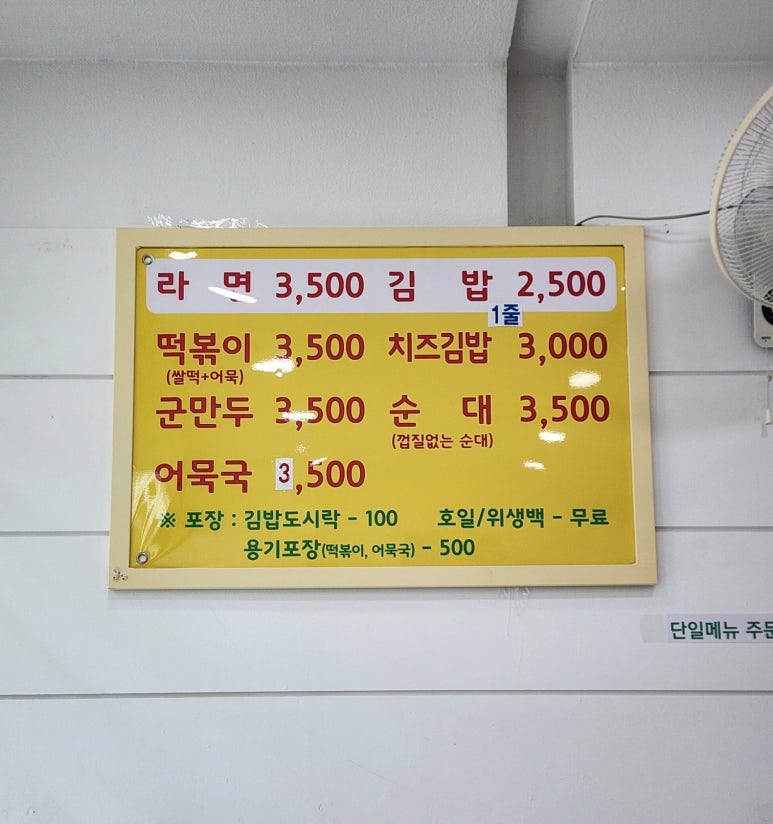 라 면 3,500 김 밥 2,500
1줄
떡볶이 3,500 치즈김밥 3,000
(쌀떡+어묵)
군만두 3,500 순 대 3,500
(껍질없는 순대)
어묵국 3,500
※ 포장 : 김밥도시락 - 100 호일/위생백 - 무료
용기포장(떡볶이, 어묵국) - 500
단일메뉴 주문